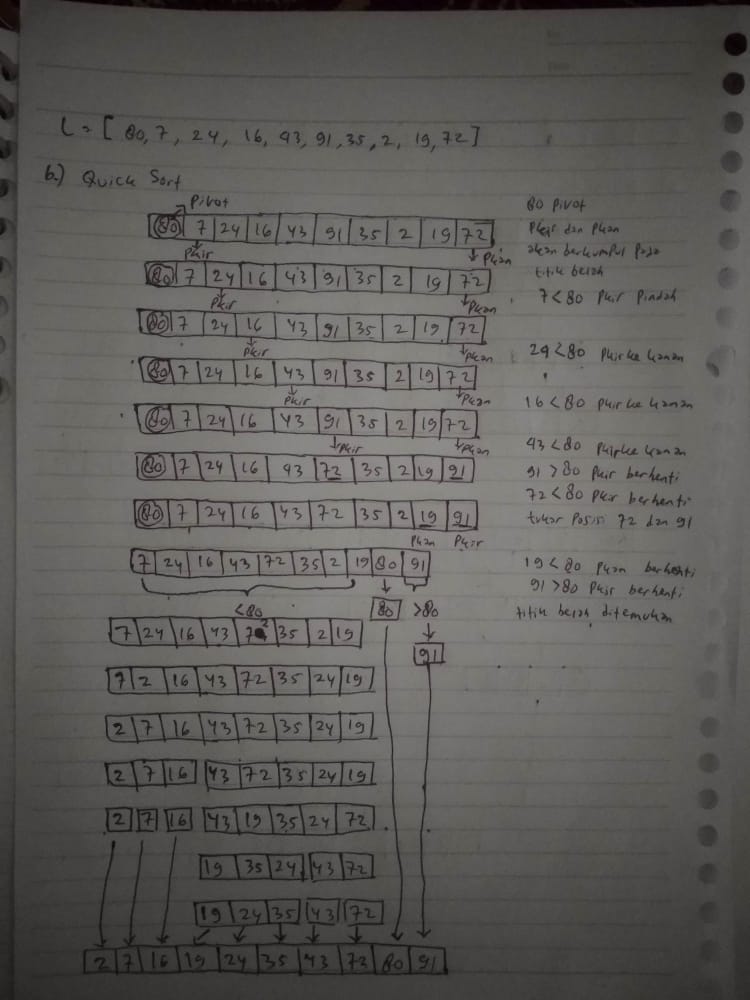 L = [ 80, 7, 24, 16, 43, 91, 35, 2, 19, 72 ]
b.) Quick Sort
Pivot
80 7 24 16 43 91 35 2 19 72
80 pivot
Pkir Pkan
Pkir dan Pkan
akan berkumpul pada
titik belah
80 7 24 16 43 91 35 2 19 72
7 < 80 Pkir Pindah
Pkir Pkan
80 7 24 16 43 91 35 2 19 72
24 < 80 Pkir ke kanan
Pkir Pkan
80 7 24 16 43 91 35 2 19 72
16 < 80 Pkir ke kanan
Pkir Pkan
80 7 24 16 43 91 35 2 19 72
43 < 80 Pkir ke kanan
Pkir Pkan
80 7 24 16 43 72 35 2 19 91
91 > 80 Pkir berhenti
72 < 80 Pkir berhenti
80 7 24 16 43 72 35 2 19 91
tukar Posisi 72 dan 91
Pkan Pkir
7 24 16 43 72 35 2 19 80 91
19 < 80 Pkan berhenti
91 > 80 Pkir berhenti
<80 80 >80
titik belah ditemukan
7 24 16 43 72 35 2 19
91
7 2 16 43 72 35 24 19
2 7 16 43 72 35 24 19
2 7 16 43 72 35 24 19
2 7 16 43 19 35 24 72
19 35 24 43 72
19 24 35 43 72
2 7 16 19 24 35 43 72 80 91